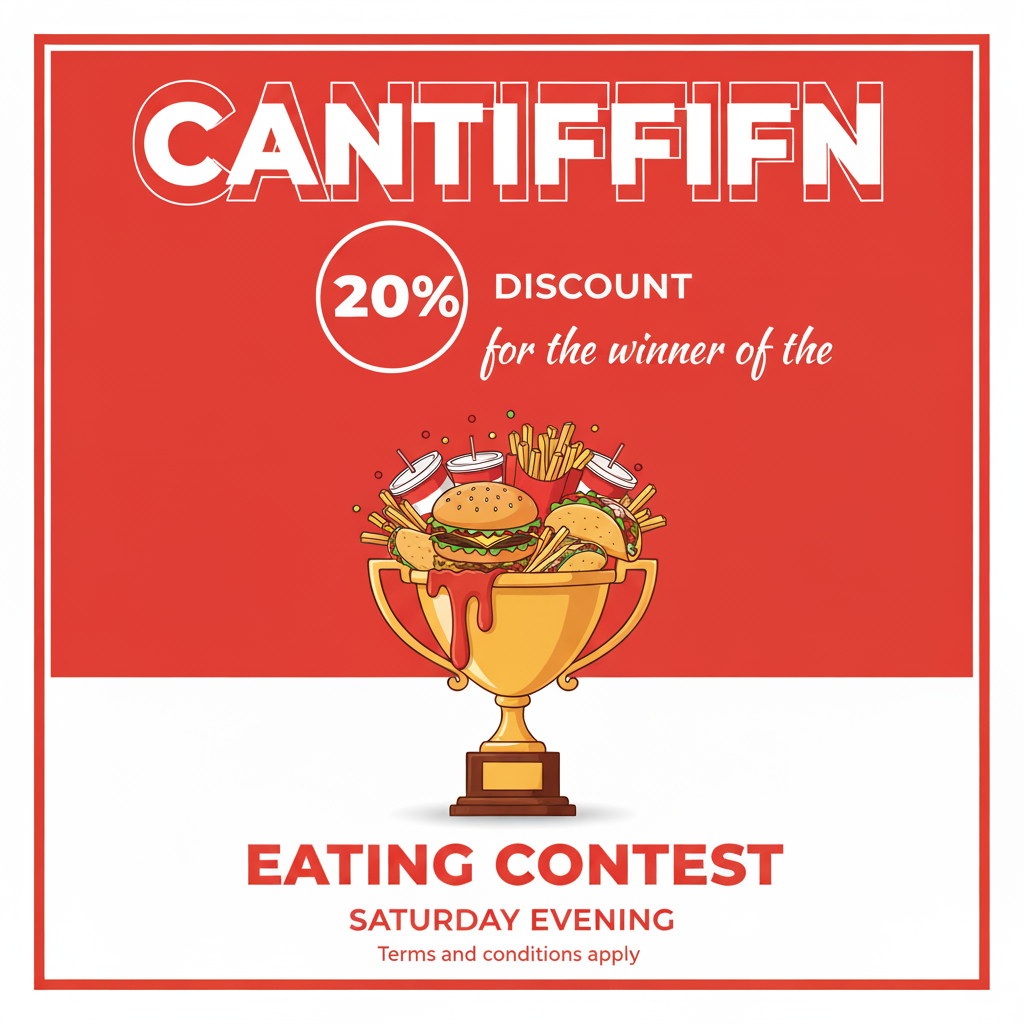 CANTIFFIFN
20% DISCOUNT
for the winner of the
EATING CONTEST
SATURDAY EVENING
Terms and conditions apply